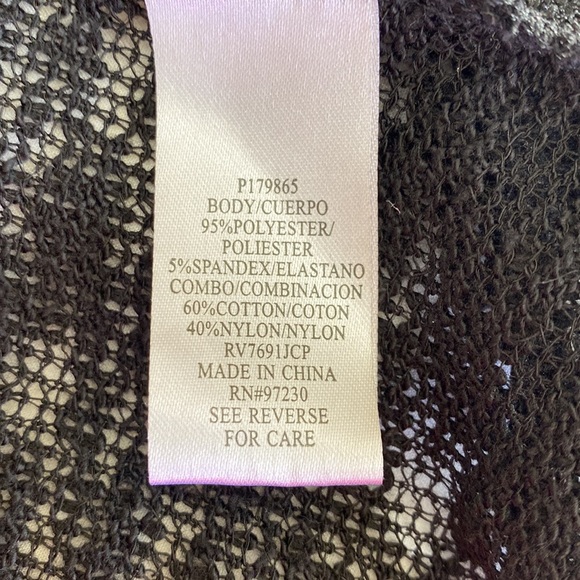 P179865
BODY/CUERPO
95%POLYESTER/
POLIESTER
5%SPANDEX/ELASTANO
COMBO/COMBINACION
60%COTTON/COTON
40%NYLON/NYLON
RV7691JCP
MADE IN CHINA
RN#97230
SEE REVERSE
FOR CARE